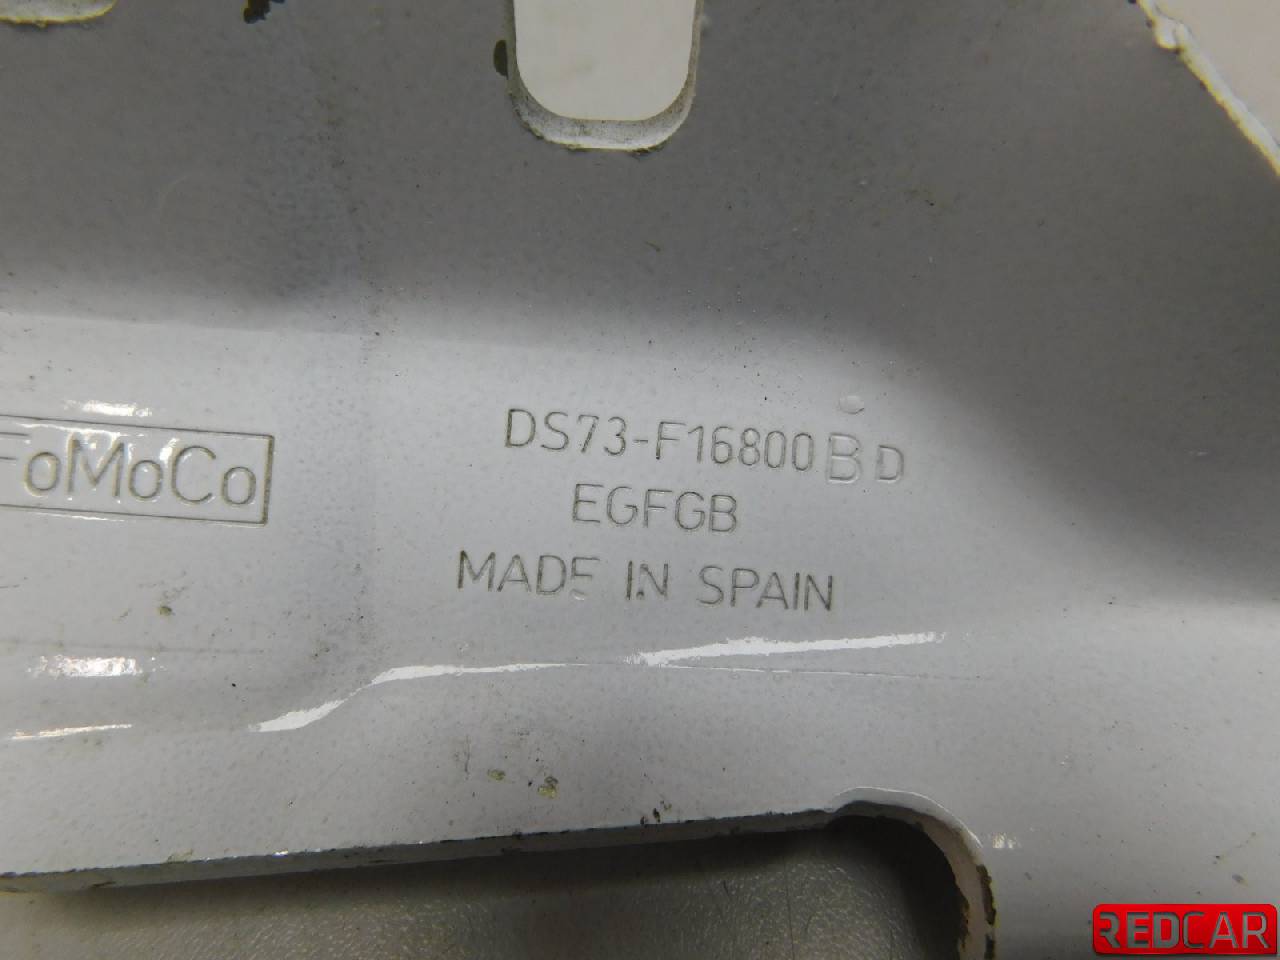 FoMoCo
DS73-F16800BD
EGFGB
MADE IN SPAIN
REDCAR